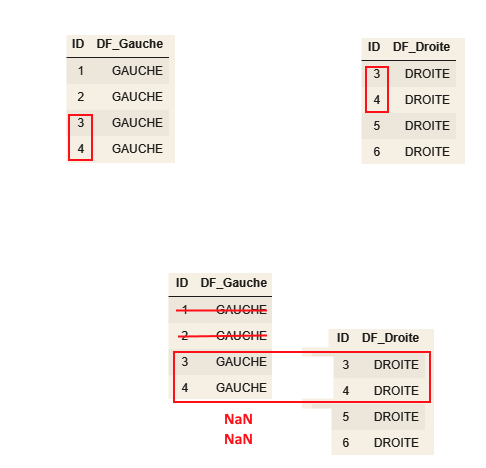 ID DF_Gauche
1 GAUCHE
2 GAUCHE
3 GAUCHE
4 GAUCHE
ID DF_Droite
3 DROITE
4 DROITE
5 DROITE
6 DROITE
ID DF_Gauche
1 GAUCHE
2 GAUCHE
3 GAUCHE
4 GAUCHE
NaN
NaN
ID DF_Droite
3 DROITE
4 DROITE
5 DROITE
6 DROITE